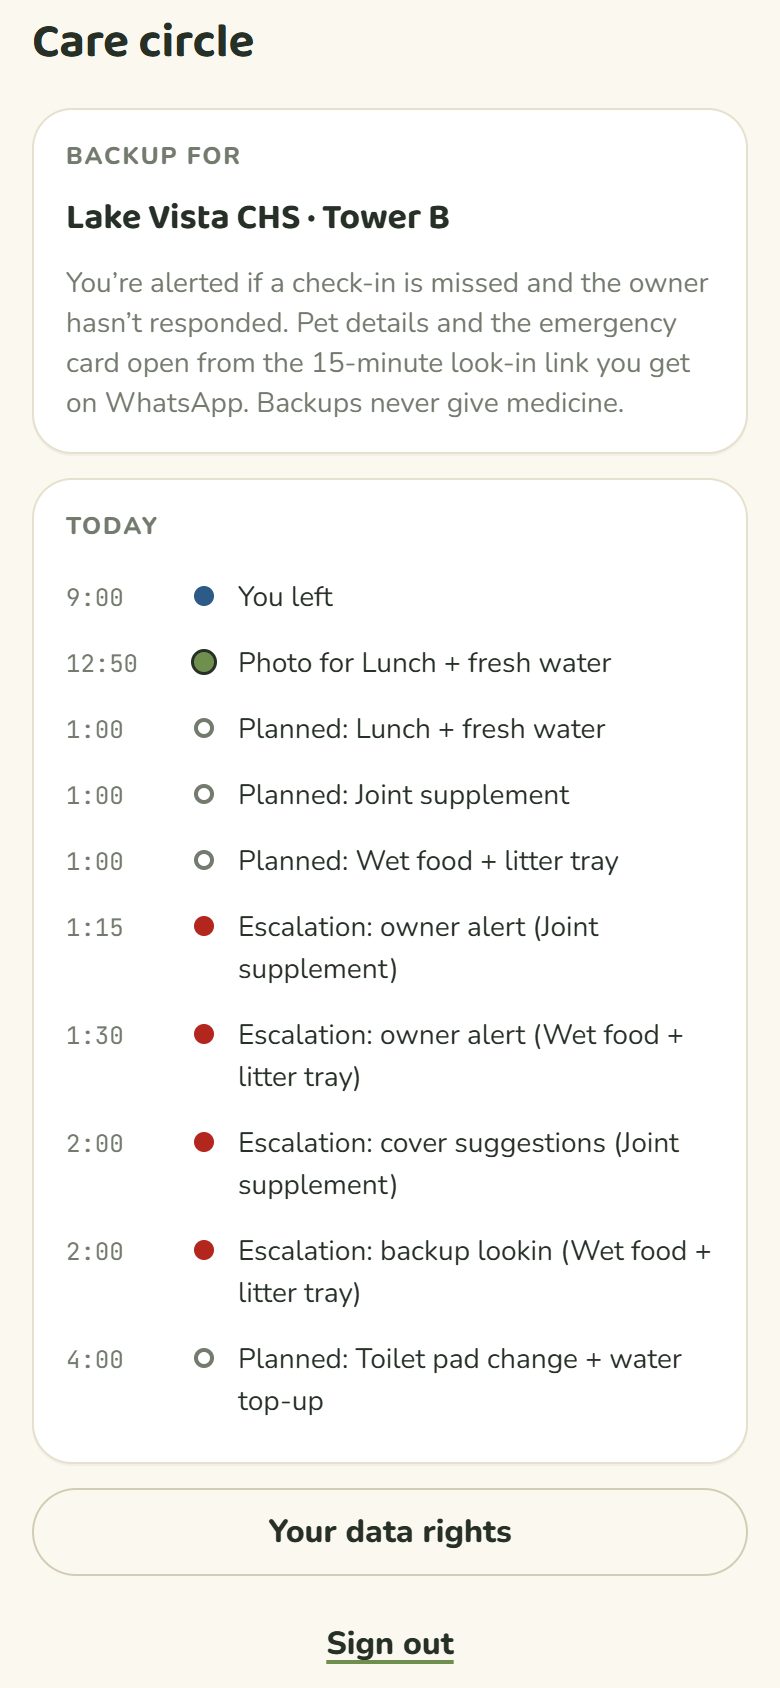 Care circle
BACKUP FOR
Lake Vista CHS · Tower B
You’re alerted if a check-in is missed and the owner
hasn’t responded. Pet details and the emergency
card open from the 15-minute look-in link you get
on WhatsApp. Backups never give medicine.
TODAY
9:00 You left
12:50 Photo for Lunch + fresh water
1:00 Planned: Lunch + fresh water
1:00 Planned: Joint supplement
1:00 Planned: Wet food + litter tray
1:15 Escalation: owner alert (Joint
supplement)
1:30 Escalation: owner alert (Wet food +
litter tray)
2:00 Escalation: cover suggestions (Joint
supplement)
2:00 Escalation: backup lookin (Wet food +
litter tray)
4:00 Planned: Toilet pad change + water
top-up
Your data rights
Sign out